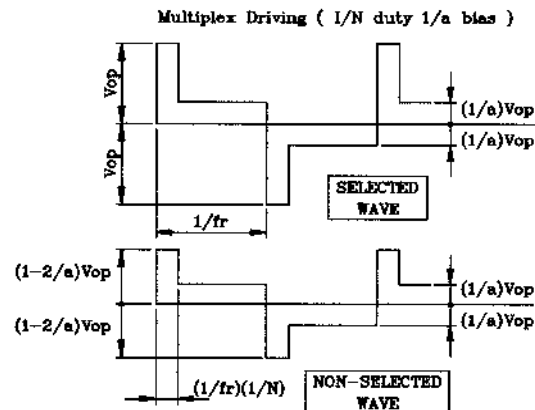 Multiplex Driving ( 1/N duty 1/a bias )
Vop
(1/a)Vop
Vop
(1/a)Vop
SELECTED
WAVE
1/fr
(1-2/a)Vop
(1/a)Vop
(1-2/a)Vop
(1/a)Vop
(1/fr)(1/N)
NON-SELECTED
WAVE